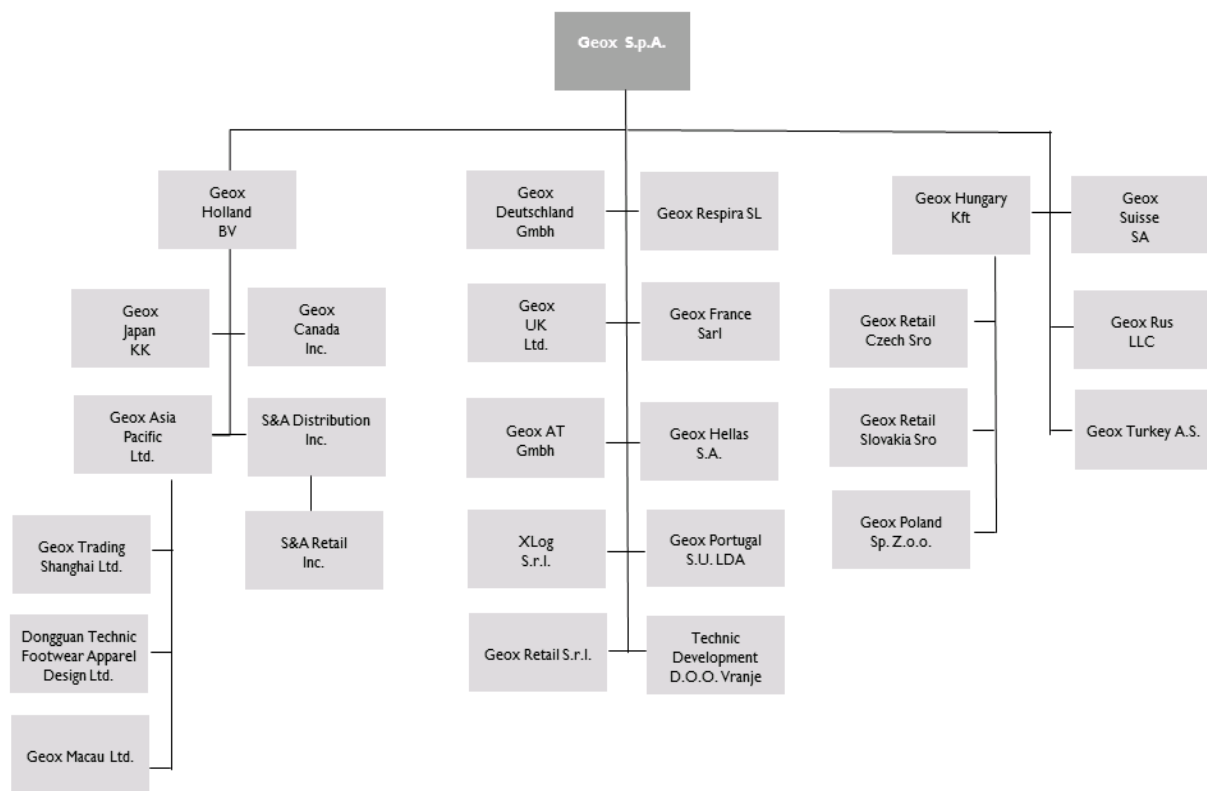 Geox S.p.A.
Geox
Holland
BV
Geox
Deutschland
Gmbh
Geox Respira SL
Geox Hungary
Kft
Geox
Suisse
SA
Geox
Japan
KK
Geox
Canada
Inc.
Geox
UK
Ltd.
Geox France
Sarl
Geox Retail
Czech Sro
Geox Rus
LLC
Geox Asia
Pacific
Ltd.
S&A Distribution
Inc.
Geox AT
Gmbh
Geox Hellas
S.A.
Geox Retail
Slovakia Sro
Geox Turkey A.S.
Geox Trading
Shanghai Ltd.
S&A Retail
Inc.
XLog
S.r.l.
Geox Portugal
S.U. LDA
Geox Poland
Sp. Z.o.o.
Dongguan Technic
Footwear Apparel
Design Ltd.
Geox Retail S.r.l.
Technic
Development
D.O.O. Vranje
Geox Macau Ltd.